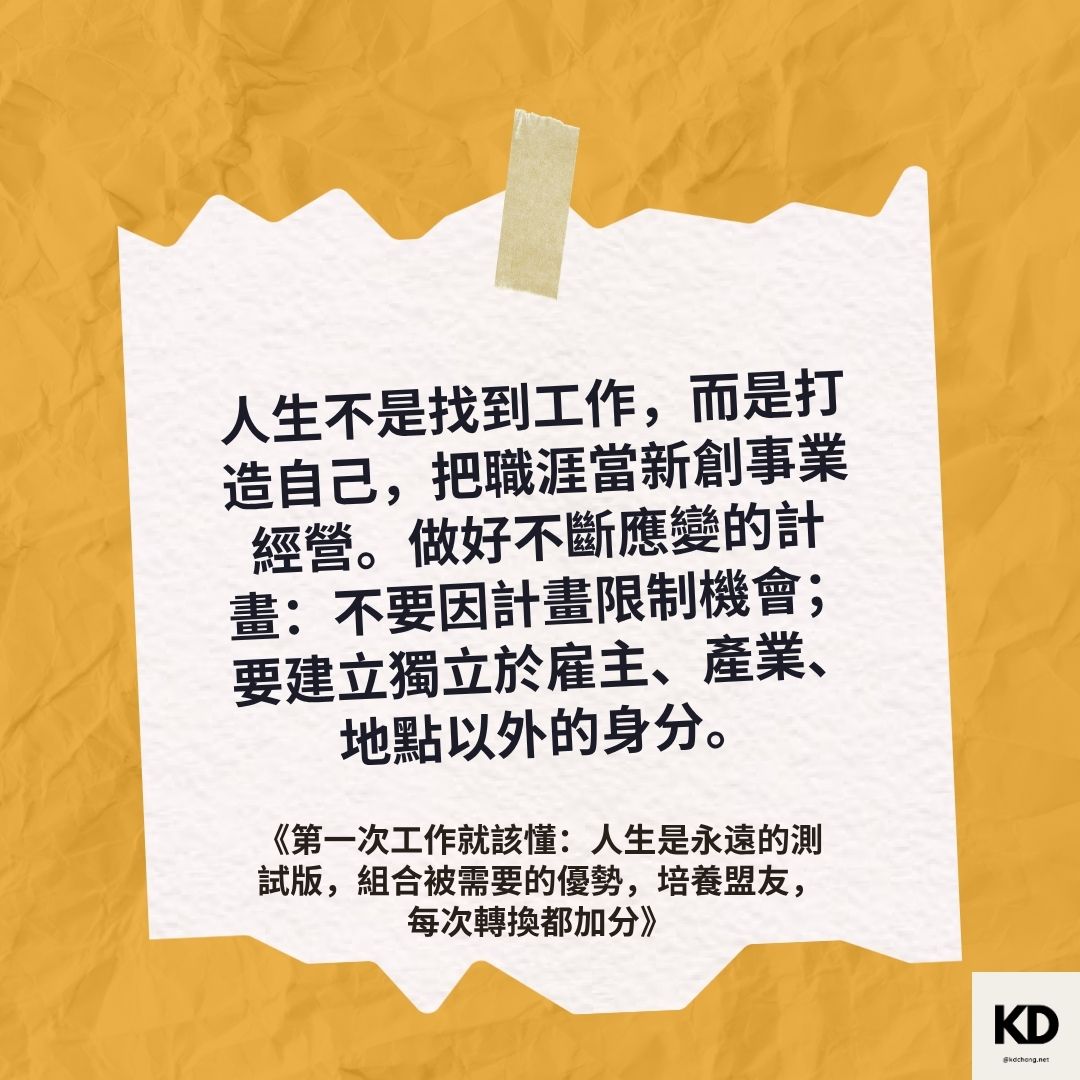 人生不是找到工作，而是打
造自己，把職涯當新創事業
經營。做好不斷應變的計
畫：不要因計畫限制機會；
要建立獨立於雇主、產業、
地點以外的身分。
《第一次工作就該懂：人生是永遠的測
試版，組合被需要的優勢，培養盟友，
每次轉換都加分》
KD
@kdchong.net